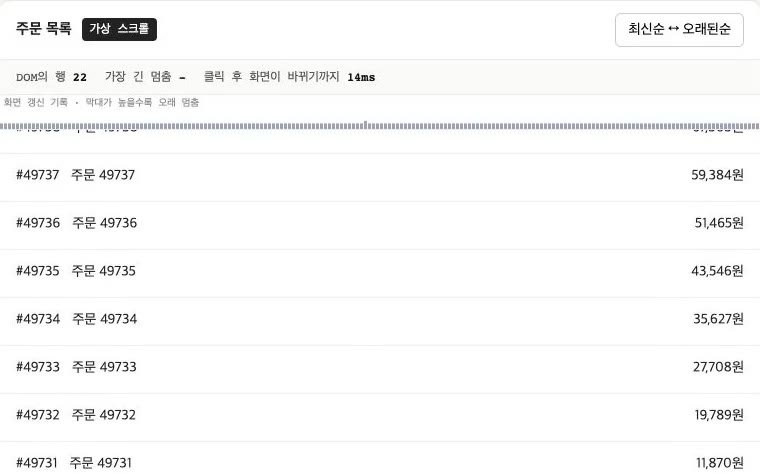 주문 목록 가상 스크롤 최신순 ↔ 오래된순
DOM의 행 22 가장 긴 멈춤 – 클릭 후 화면이 바뀌기까지 14ms
화면 갱신 기록 · 막대가 높을수록 오래 멈춤
#49737 주문 49737 59,384원
#49736 주문 49736 51,465원
#49735 주문 49735 43,546원
#49734 주문 49734 35,627원
#49733 주문 49733 27,708원
#49732 주문 49732 19,789원
#49731 주문 49731 11,870원